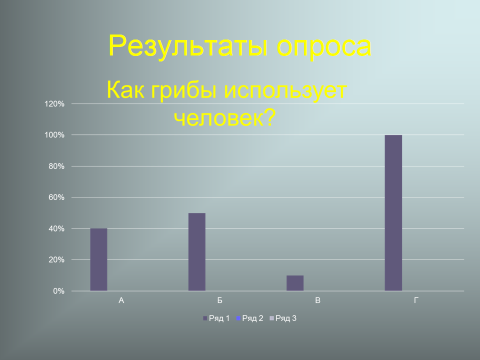 Результаты опроса
Как грибы использует
человек?
120%
100%
80%
60%
40%
20%
0%
А Б В Г
Ряд 1 Ряд 2 Ряд 3